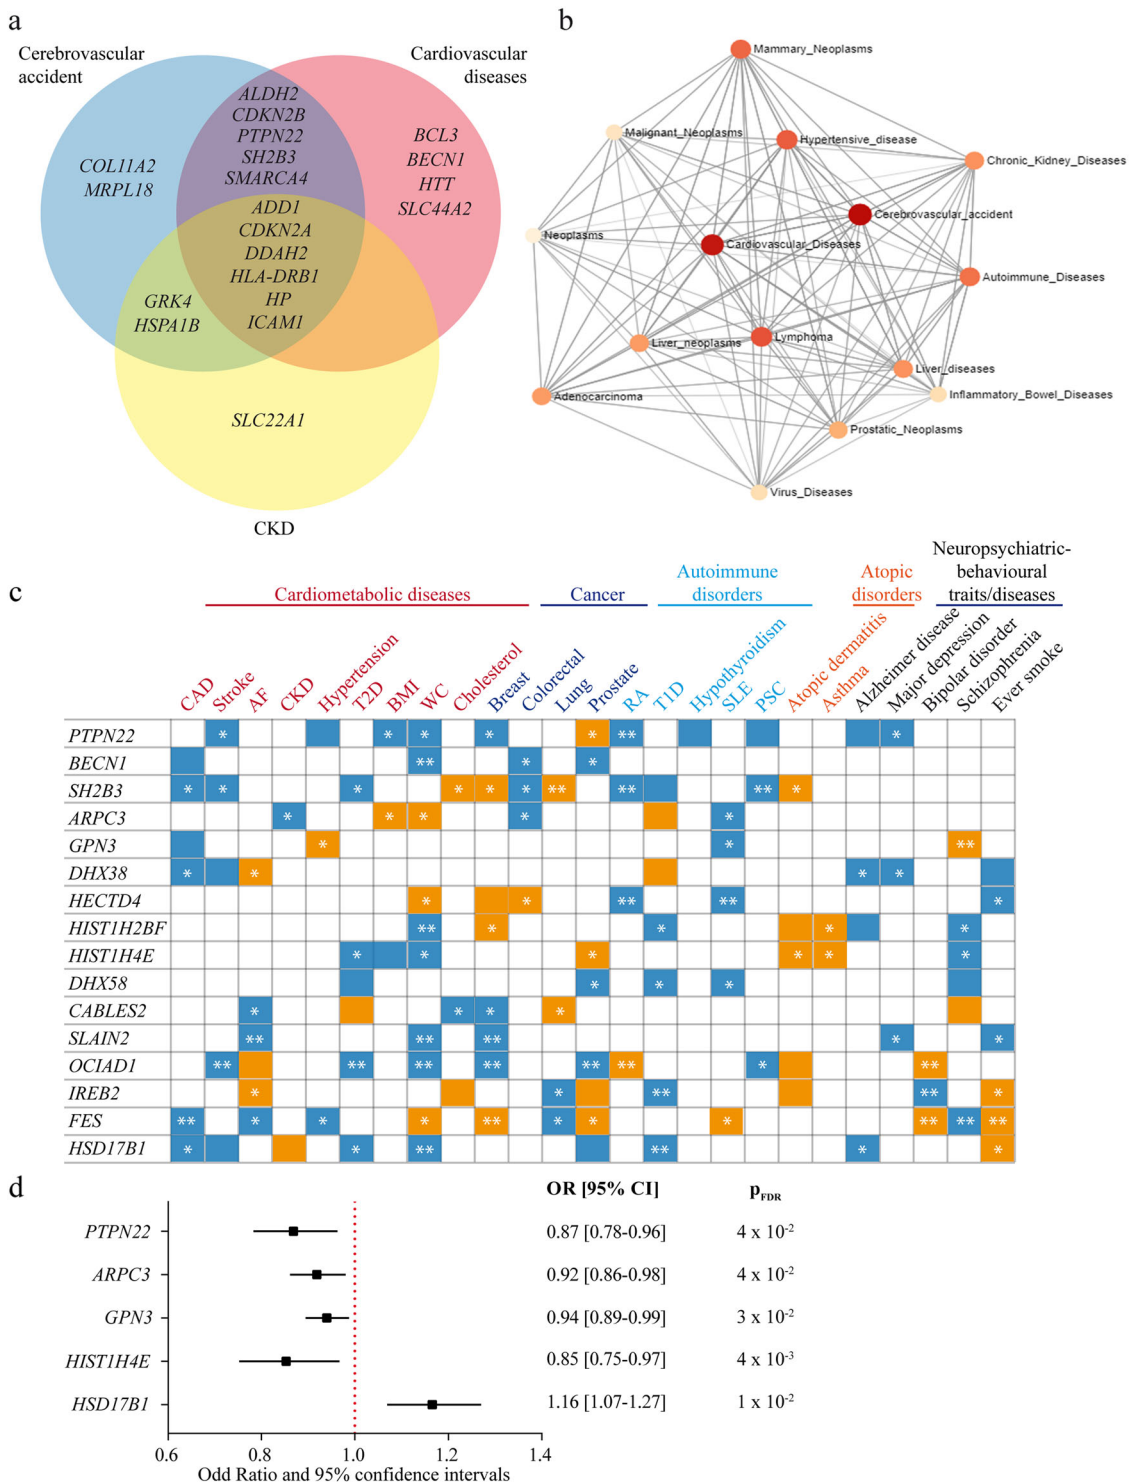 a
b
Cerebrovascular
accident
Cardiovascular
diseases
ALDH2
CDKN2B
PTPN22
SH2B3
SMARCA4
COL11A2
MRPL18
BCL3
BECN1
HTT
SLC44A2
ADD1
CDKN2A
DDAH2
HLA-DRB1
HP
ICAM1
GRK4
HSPA1B
SLC22A1
CKD
Mammary_Neoplasms
Malignant_Neoplasms
Hypertensive_disease
Chronic_Kidney_Diseases
Cerebrovascular_accident
Neoplasms
Cardiovascular_Diseases
Autoimmune_Diseases
Liver_neoplasms
Lymphoma
Liver_diseases
Inflammatory_Bowel_Diseases
Adenocarcinoma
Prostatic_Neoplasms
Virus_Diseases
c
Cardiometabolic diseases
Cancer
Autoimmune
disorders
Atopic
disorders
Neuropsychiatric-
behavioural
traits/diseases
CAD
Stroke
AF
CKD
Hypertension
T2D
BMI
WC
Cholesterol
Breast
Colorectal
Lung
Prostate
RA
T1D
Hypothyroidism
SLE
PSC
Atopic dermatitis
Asthma
Alzheimer disease
Major depression
Bipolar disorder
Schizophrenia
Ever smoke
PTPN22 * * * * * ** *
BECN1 ** * *
SH2B3 * * * * * * ** ** ** *
ARPC3 * * * * *
GPN3 * * **
DHX38 * * * *
HECTD4 * * ** ** *
HIST1H2BF ** * * * *
HIST1H4E * * * * * *
DHX58 * * *
CABLES2 * * * *
SLAIN2 ** ** ** * *
OCIAD1 ** ** ** ** ** ** * **
IREB2 * * ** ** *
FES ** * * * ** * * * ** ** **
HSD17B1 * * ** ** * *
d
OR [95% CI] pFDR
PTPN22 0.87 [0.78-0.96] 4 x 10-2
ARPC3 0.92 [0.86-0.98] 4 x 10-2
GPN3 0.94 [0.89-0.99] 3 x 10-2
HIST1H4E 0.85 [0.75-0.97] 4 x 10-3
HSD17B1 1.16 [1.07-1.27] 1 x 10-2
0.6 0.8 1.0 1.2 1.4
Odd Ratio and 95% confidence intervals